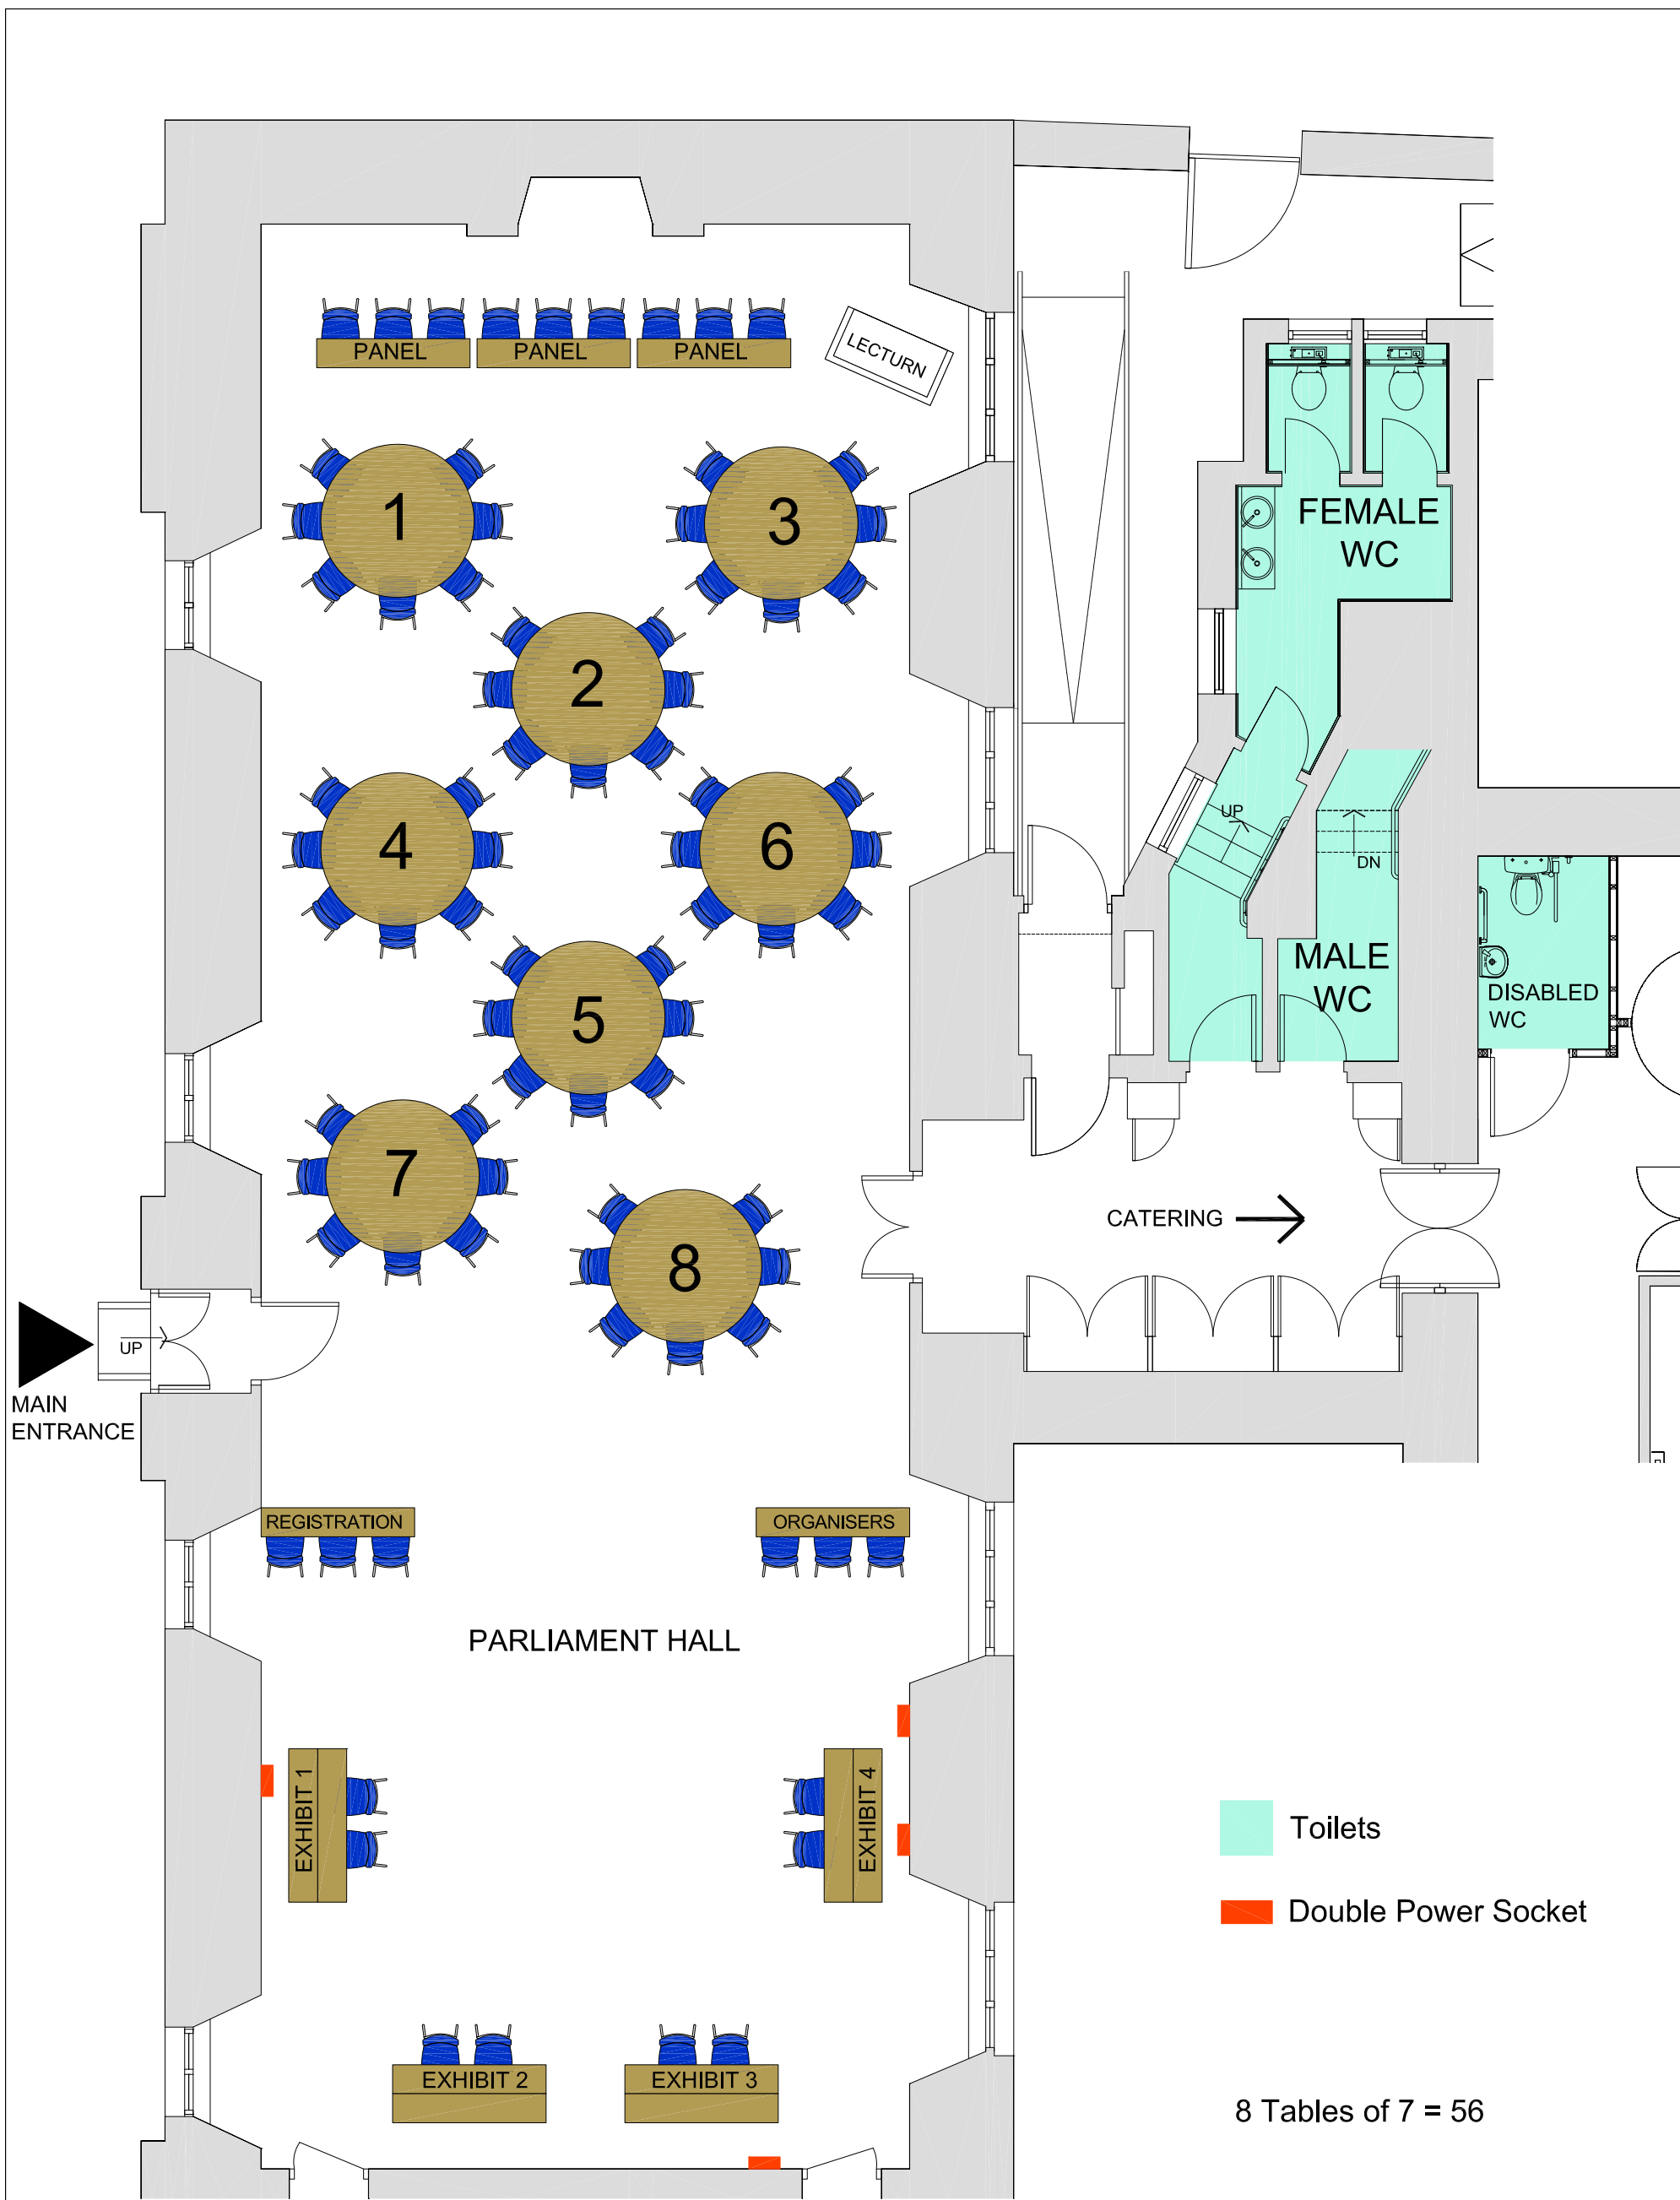 PANEL
PANEL
PANEL
LECTURN
1
3
2
4
6
5
7
8
FEMALE
WC
UP
DN
MALE
WC
DISABLED
WC
CATERING
UP
MAIN
ENTRANCE
REGISTRATION
ORGANISERS
PARLIAMENT HALL
EXHIBIT 1
EXHIBIT 4
EXHIBIT 2
EXHIBIT 3
Toilets
Double Power Socket
8 Tables of 7 = 56